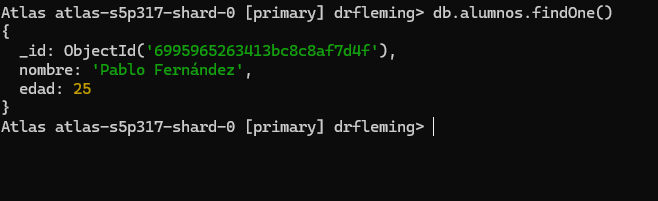 Atlas atlas-s5p317-shard-0 [primary] drfleming> db.alumnos.findOne()
{
  _id: ObjectId('6995965263413bc8c8af7d4f'),
  nombre: 'Pablo Fernández',
  edad: 25
}
Atlas atlas-s5p317-shard-0 [primary] drfleming>